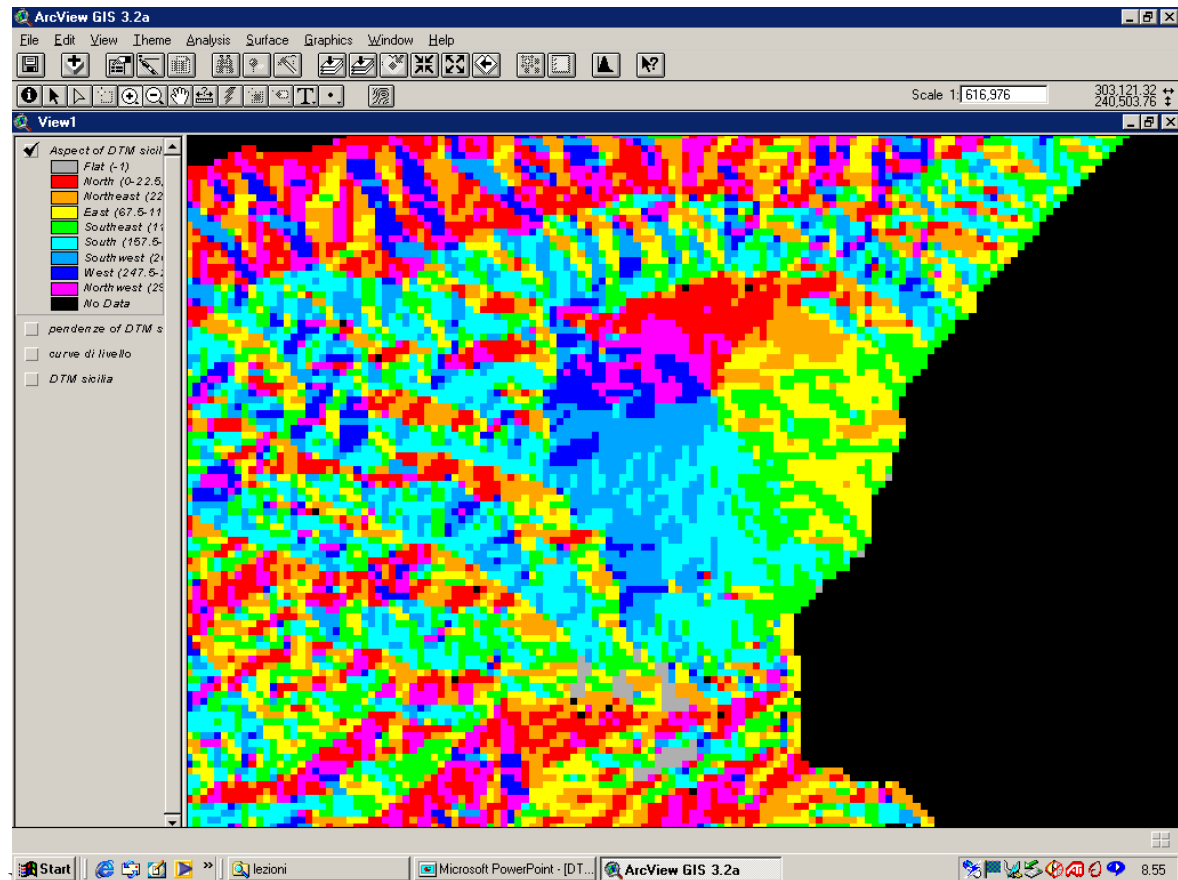 ArcView GIS 3.2a
File Edit View Theme Analysis Surface Graphics Window Help
Scale 1: 616,976
303,121.32
240,503.76
View1
Aspect of DTM sicil
Flat (-1)
North (0-22.5,
Northeast (22
East (67.5-11
Southeast (11
South (157.5-
Southwest (2
West (247.5-2
Northwest (29
No Data
pendenze of DTM s
curve di livello
DTM sicilia
Start » lezioni Microsoft PowerPoint - [DT... ArcView GIS 3.2a 8.55